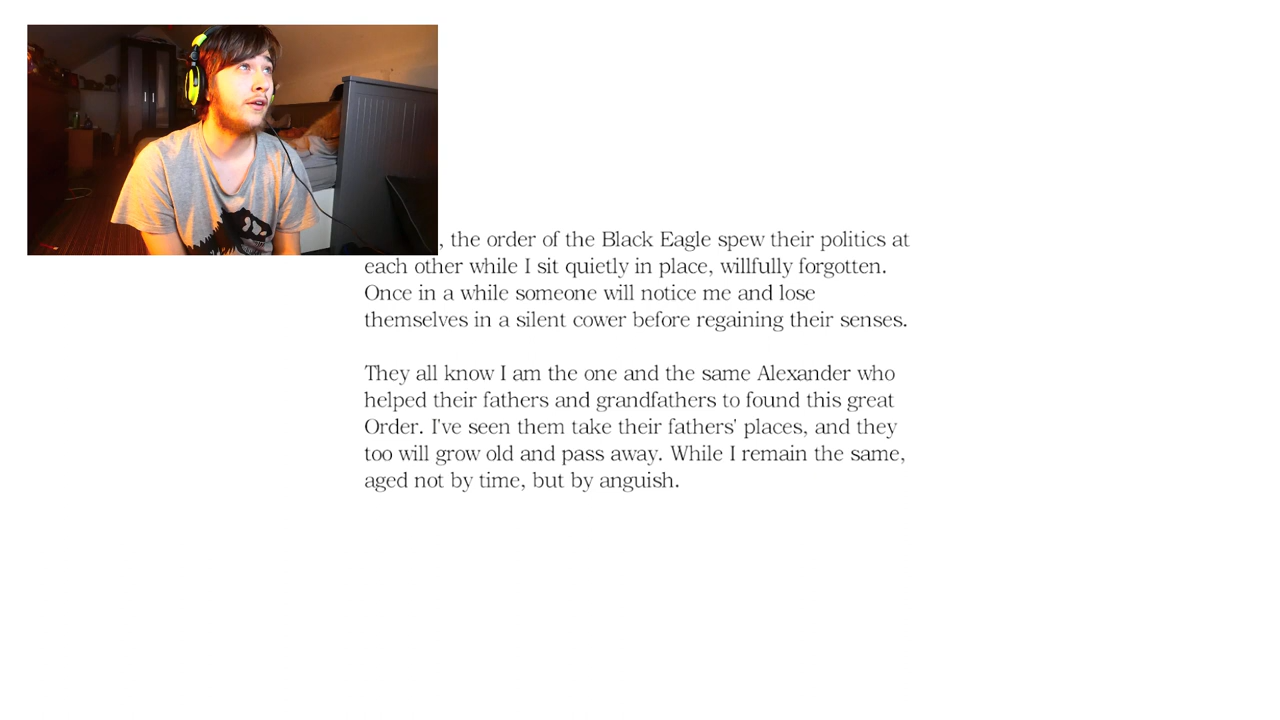 , the order of the Black Eagle spew their politics at
each other while I sit quietly in place, willfully forgotten.
Once in a while someone will notice me and lose
themselves in a silent cower before regaining their senses.
They all know I am the one and the same Alexander who
helped their fathers and grandfathers to found this great
Order. I've seen them take their fathers' places, and they
too will grow old and pass away. While I remain the same,
aged not by time, but by anguish.